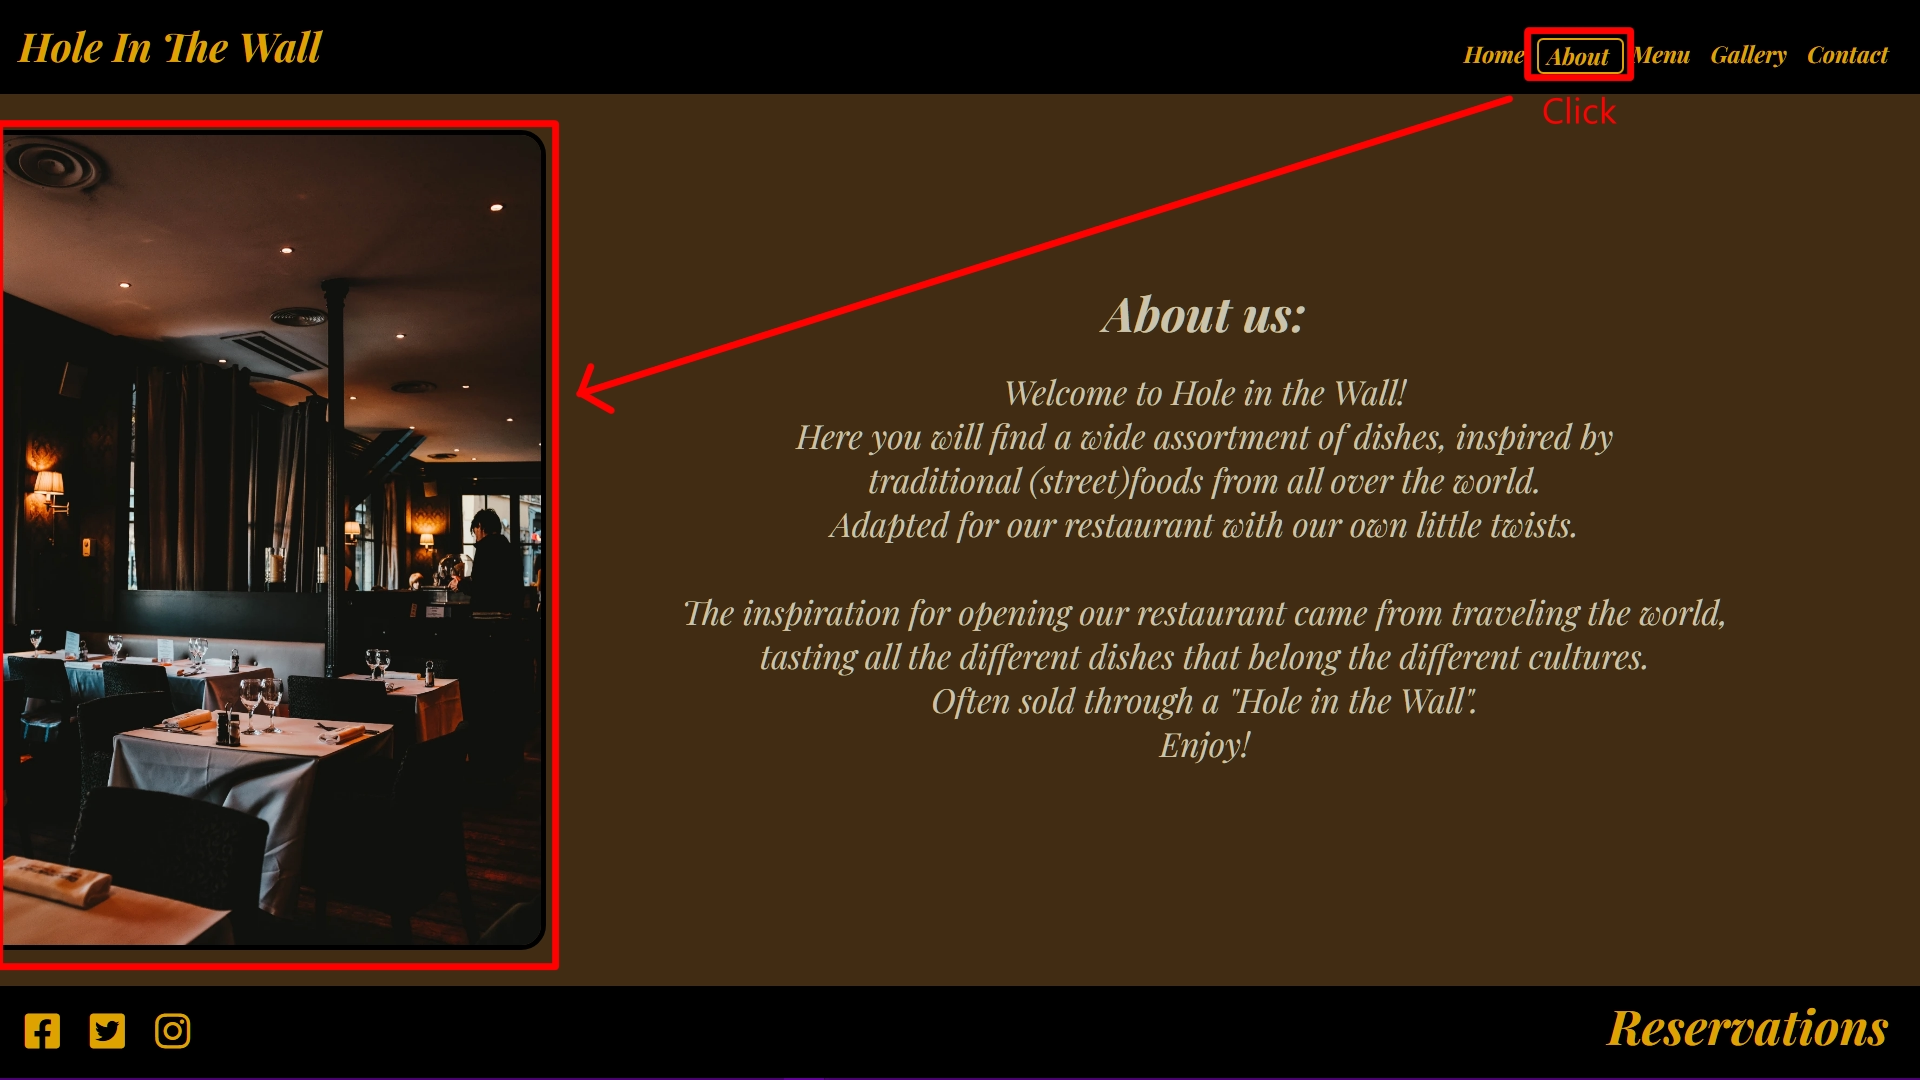 Hole In The Wall
Home About Menu Gallery Contact
Click
About us:
Welcome to Hole in the Wall!
Here you will find a wide assortment of dishes, inspired by
traditional (street)foods from all over the world.
Adapted for our restaurant with our own little twists.
The inspiration for opening our restaurant came from traveling the world,
tasting all the different dishes that belong the different cultures.
Often sold through a "Hole in the Wall".
Enjoy!
Reservations